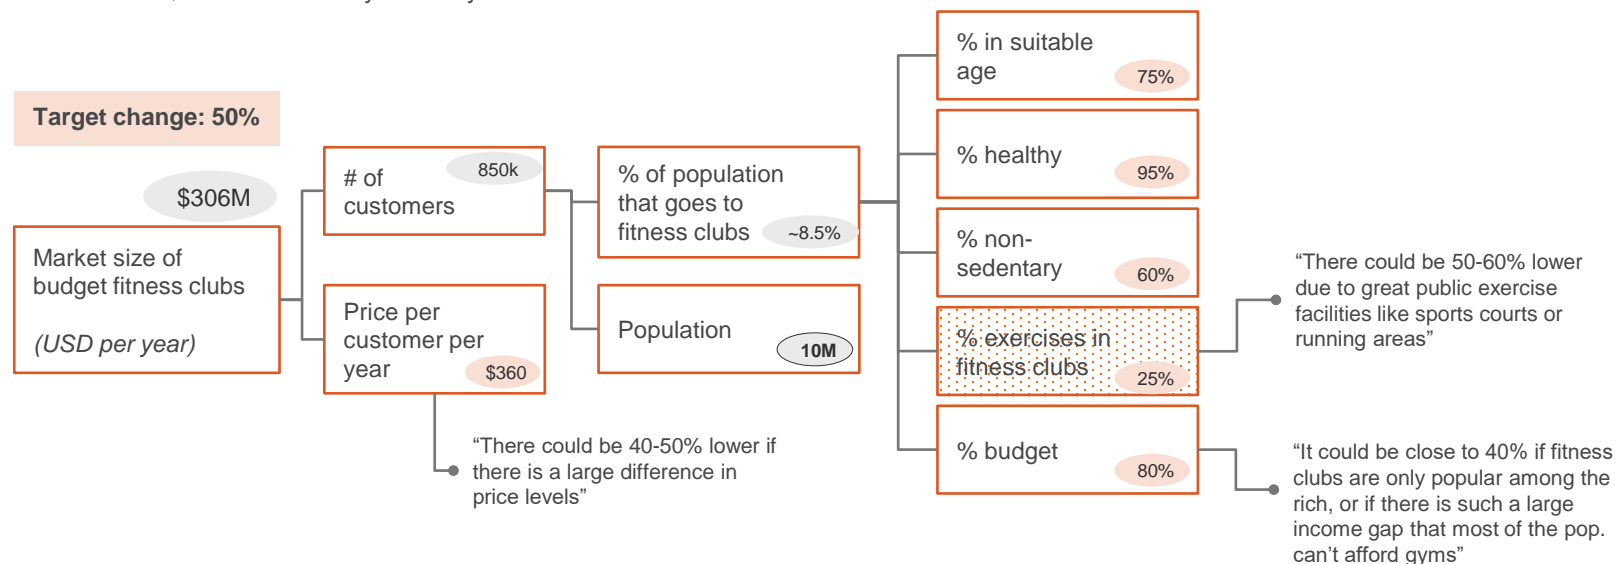 Target change: 50%
$306M
Market size of
budget fitness clubs
(USD per year)
# of
customers
850k
Price per
customer per
year
$360
“There could be 40-50% lower if
there is a large difference in
price levels”
% of population
that goes to
fitness clubs
~8.5%
Population
10M
% in suitable
age
75%
% healthy
95%
% non-
sedentary
60%
% exercises in
fitness clubs
25%
% budget
80%
“There could be 50-60% lower
due to great public exercise
facilities like sports courts or
running areas”
“It could be close to 40% if fitness
clubs are only popular among the
rich, or if there is such a large
income gap that most of the pop.
can’t afford gyms”